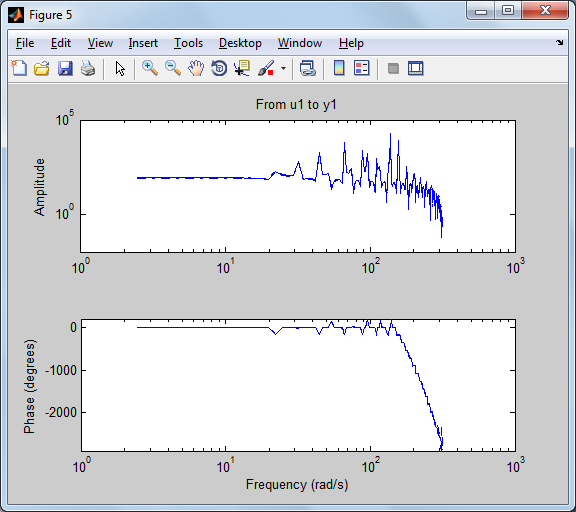 Figure 5
File Edit View Insert Tools Desktop Window Help
From u1 to y1
10^5
10^0
Amplitude
10^0 10^1 10^2 10^3
0
-1000
-2000
Phase (degrees)
10^0 10^1 10^2 10^3
Frequency (rad/s)